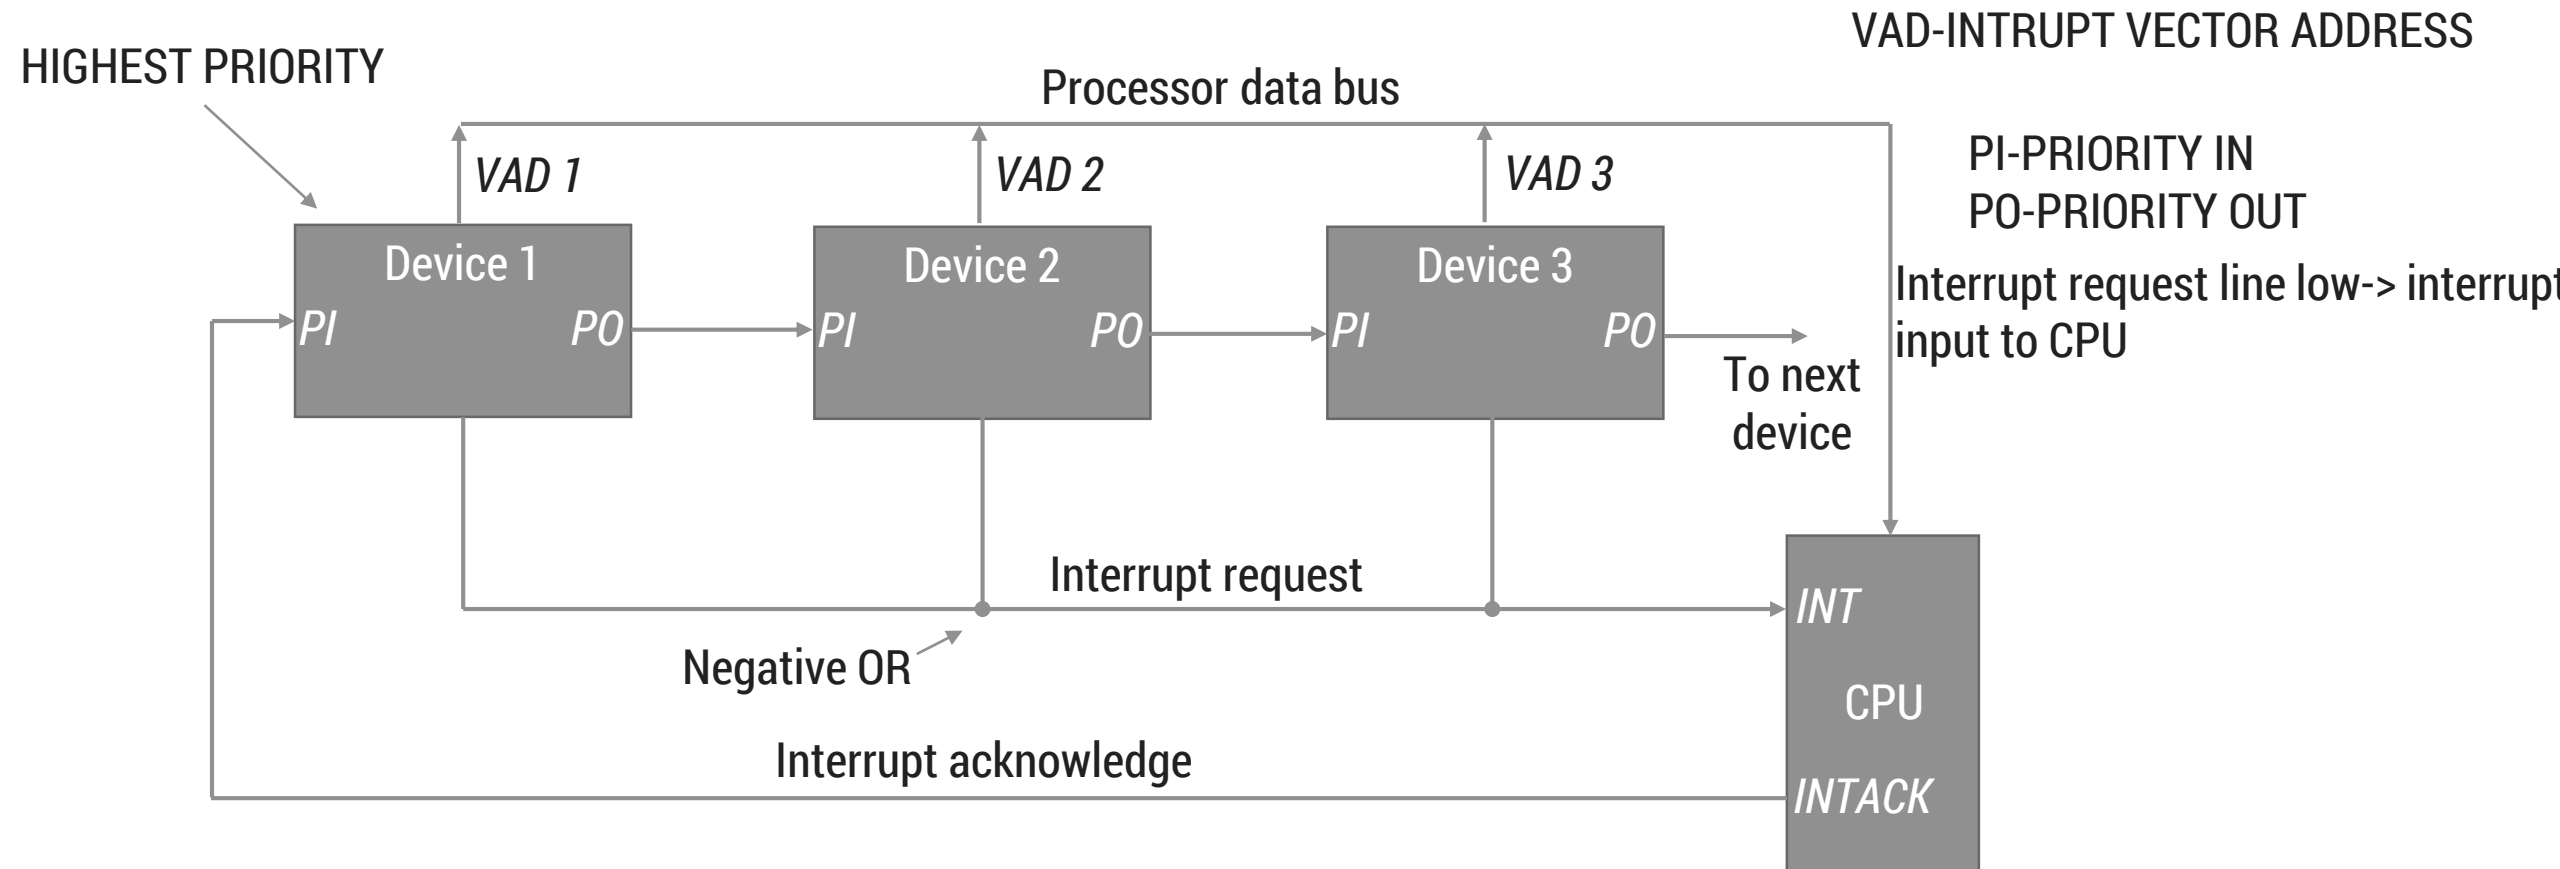 VAD-INTRUPT VECTOR ADDRESS
HIGHEST PRIORITY
Processor data bus
VAD 1
VAD 2
VAD 3
PI-PRIORITY IN
PO-PRIORITY OUT
Device 1
Device 2
Device 3
Interrupt request line low-> interrupt
input to CPU
PI
PO
PI
PO
PI
PO
To next
device
Interrupt request
INT
Negative OR
CPU
Interrupt acknowledge
INTACK